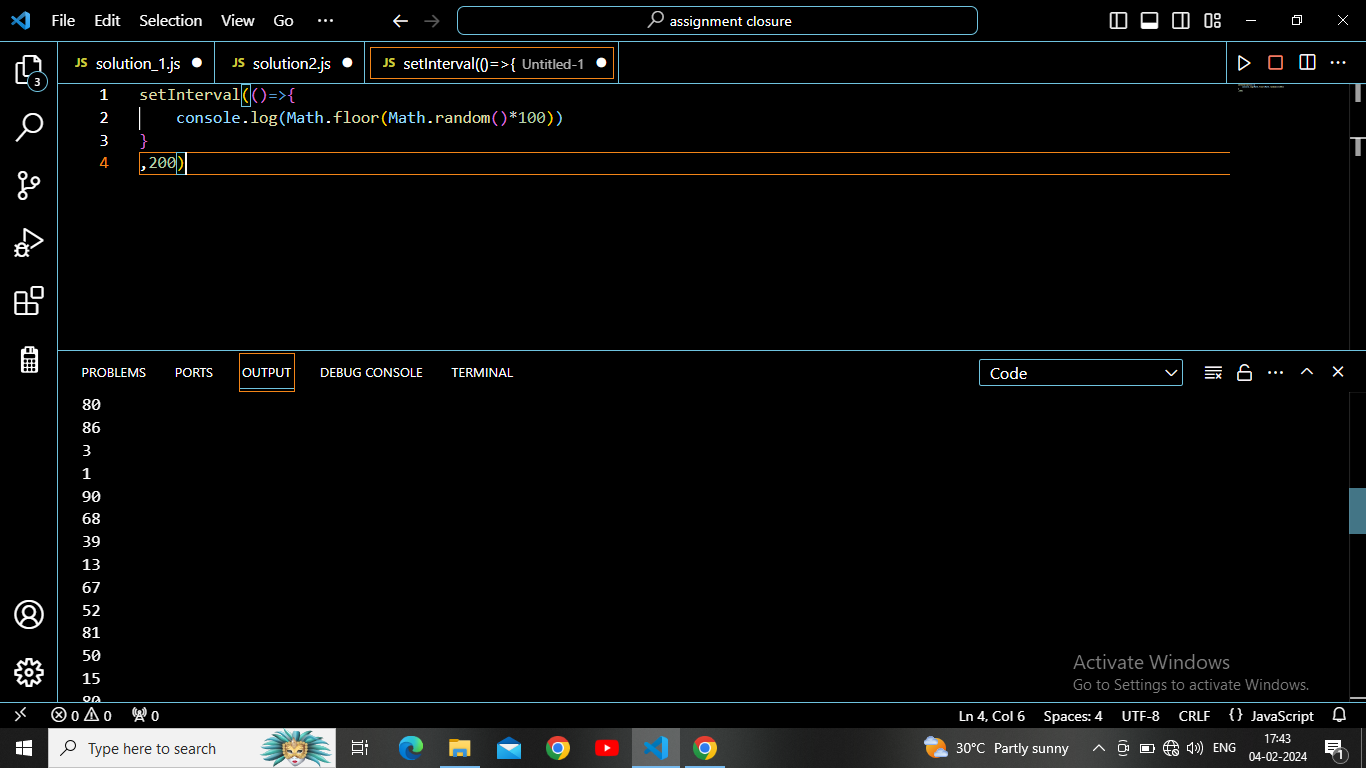 File Edit Selection View Go ··· assignment closure
3
JS solution_1.js JS solution2.js JS setInterval(()=>{ Untitled-1
1 setInterval(()=>{
2 console.log(Math.floor(Math.random()*100))
3 }
4 ,200)
PROBLEMS PORTS OUTPUT DEBUG CONSOLE TERMINAL Code
80
86
3
1
90
68
39
13
67
52
81
50
15
80
Activate Windows
Go to Settings to activate Windows.
0 0 0 Ln 4, Col 6 Spaces: 4 UTF-8 CRLF {} JavaScript
Type here to search 30°C Partly sunny ENG 17:43
04-02-2024 1